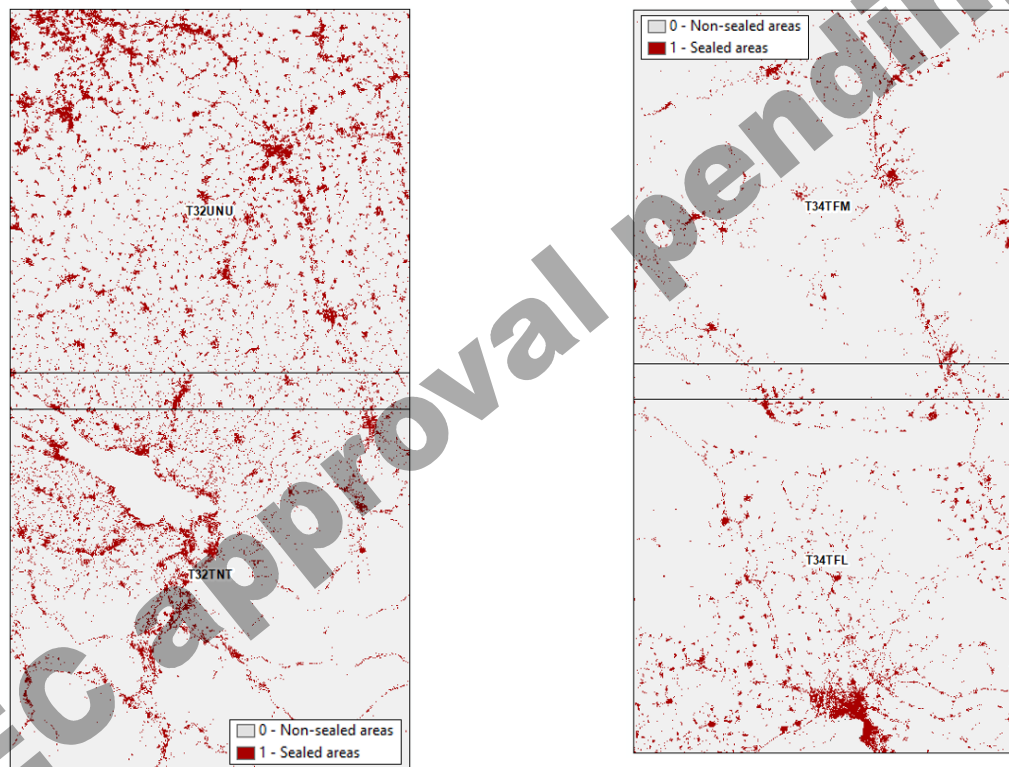 T32UNU
T32TNT
0 - Non-sealed areas
1 - Sealed areas
0 - Non-sealed areas
1 - Sealed areas
T34TFM
T34TFL
EC approval pending